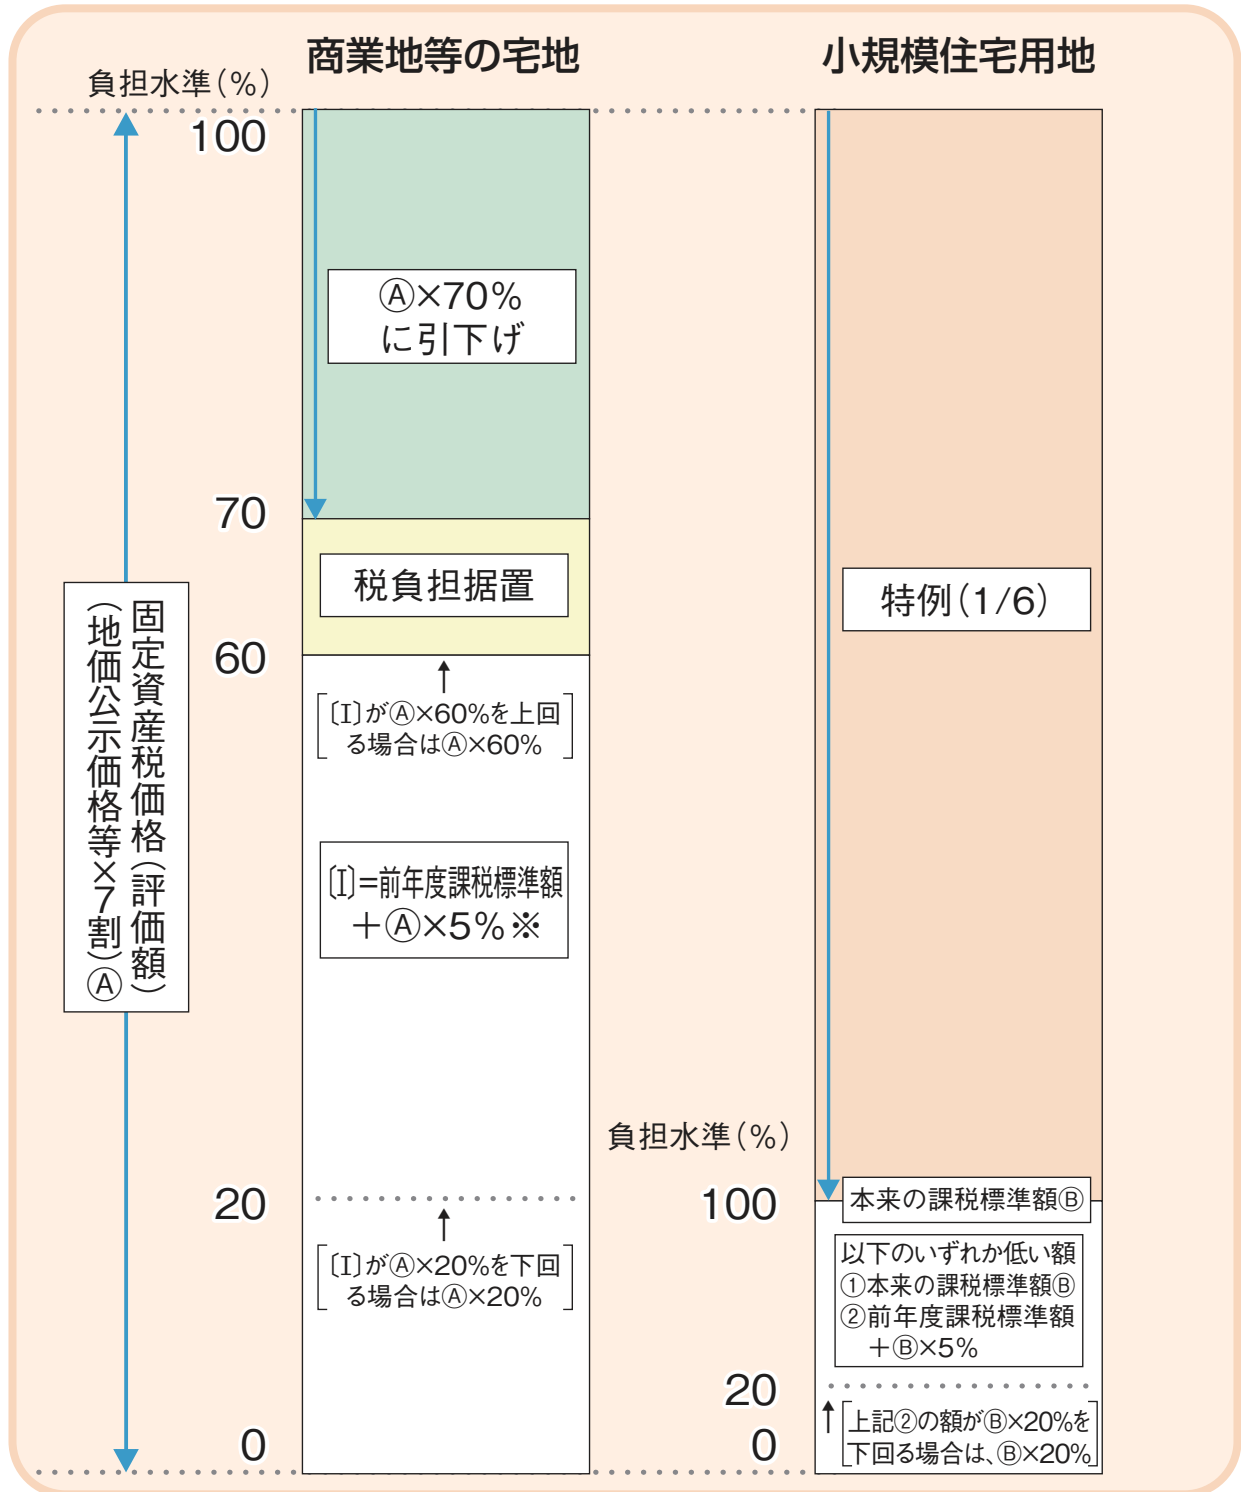 商業地等の宅地
小規模住宅用地
負担水準(%)
100
Ⓐ×70%
に引下げ
70
税負担据置
60
〔Ⅰ〕がⒶ×60%を上回
る場合はⒶ×60%
〔Ⅰ〕=前年度課税標準額
+Ⓐ×5%※
20
〔Ⅰ〕がⒶ×20%を下回
る場合はⒶ×20%
0
固定資産税価格(評価額)
(地価公示価格等×7割)Ⓐ
特例(1/6)
負担水準(%)
100
本来の課税標準額Ⓑ
以下のいずれか低い額
①本来の課税標準額Ⓑ
②前年度課税標準額
+Ⓑ×5%
20
上記②の額がⒷ×20%を
下回る場合は、Ⓑ×20%
0